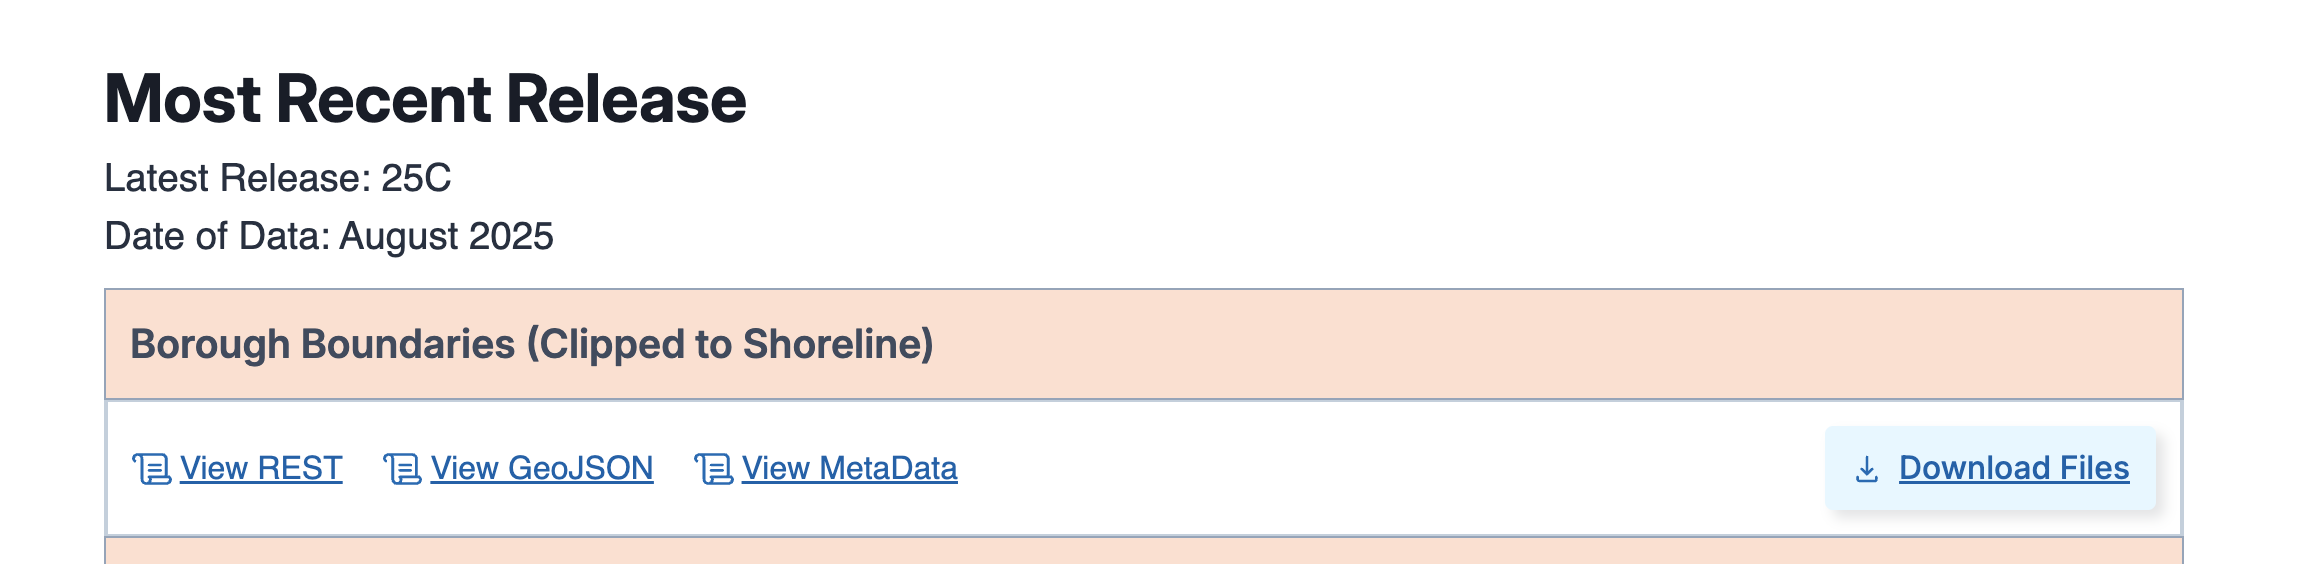 Most Recent Release
Latest Release: 25C
Date of Data: August 2025
Borough Boundaries (Clipped to Shoreline)
View REST View GeoJSON View MetaData Download Files